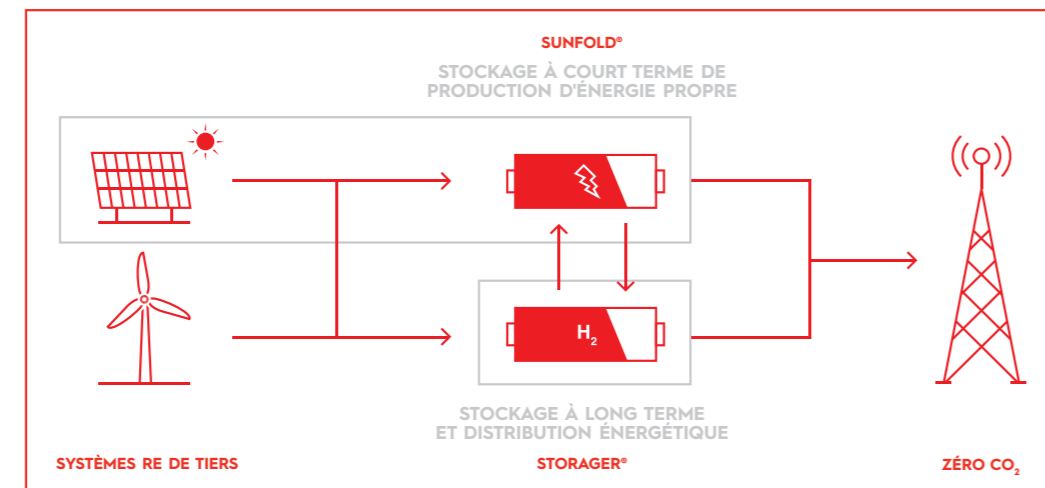 SUNFOLD®
STOCKAGE À COURT TERME DE
PRODUCTION D'ÉNERGIE PROPRE
H₂
STOCKAGE À LONG TERME
ET DISTRIBUTION ÉNERGÉTIQUE
SYSTÈMES RE DE TIERS
STORAGER®
ZÉRO CO₂